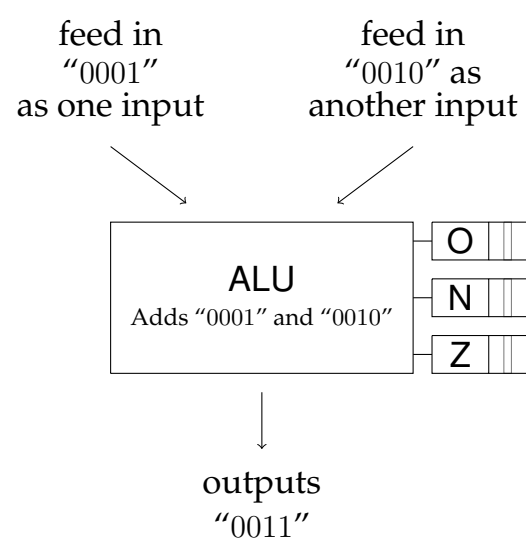 feed in
“0001”
as one input
feed in
“0010” as
another input
ALU
Adds “0001” and “0010”
O
N
Z
outputs
“0011”